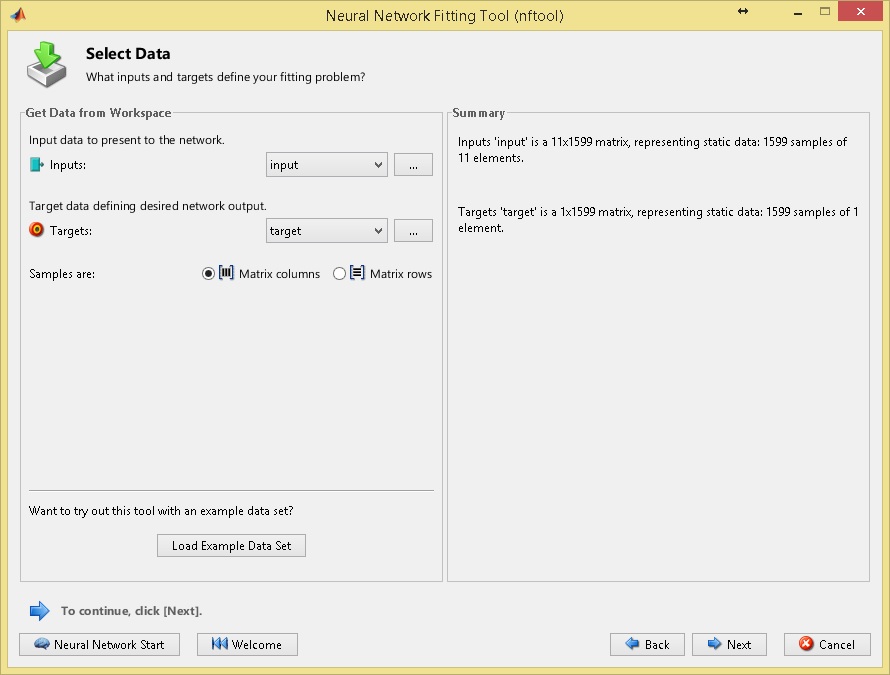 Neural Network Fitting Tool (nftool)
Select Data
What inputs and targets define your fitting problem?
Get Data from Workspace
Input data to present to the network.
Inputs:
input
...
Target data defining desired network output.
Targets:
target
...
Samples are:
Matrix columns
Matrix rows
Want to try out this tool with an example data set?
Load Example Data Set
Summary
Inputs 'input' is a 11x1599 matrix, representing static data: 1599 samples of
11 elements.
Targets 'target' is a 1x1599 matrix, representing static data: 1599 samples of 1
element.
To continue, click [Next].
Neural Network Start
Welcome
Back
Next
Cancel